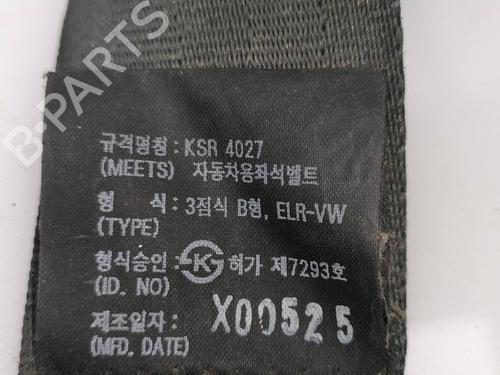 규격명칭 : KSR 4027
(MEETS) 자동차용좌석벨트
형 식 : 3점식 B형, ELR-VW
(TYPE)
형식승인 : K 허가 제7293호
(ID. NO)
제조일자 : X00525
(MFD. DATE)
B-PARTS